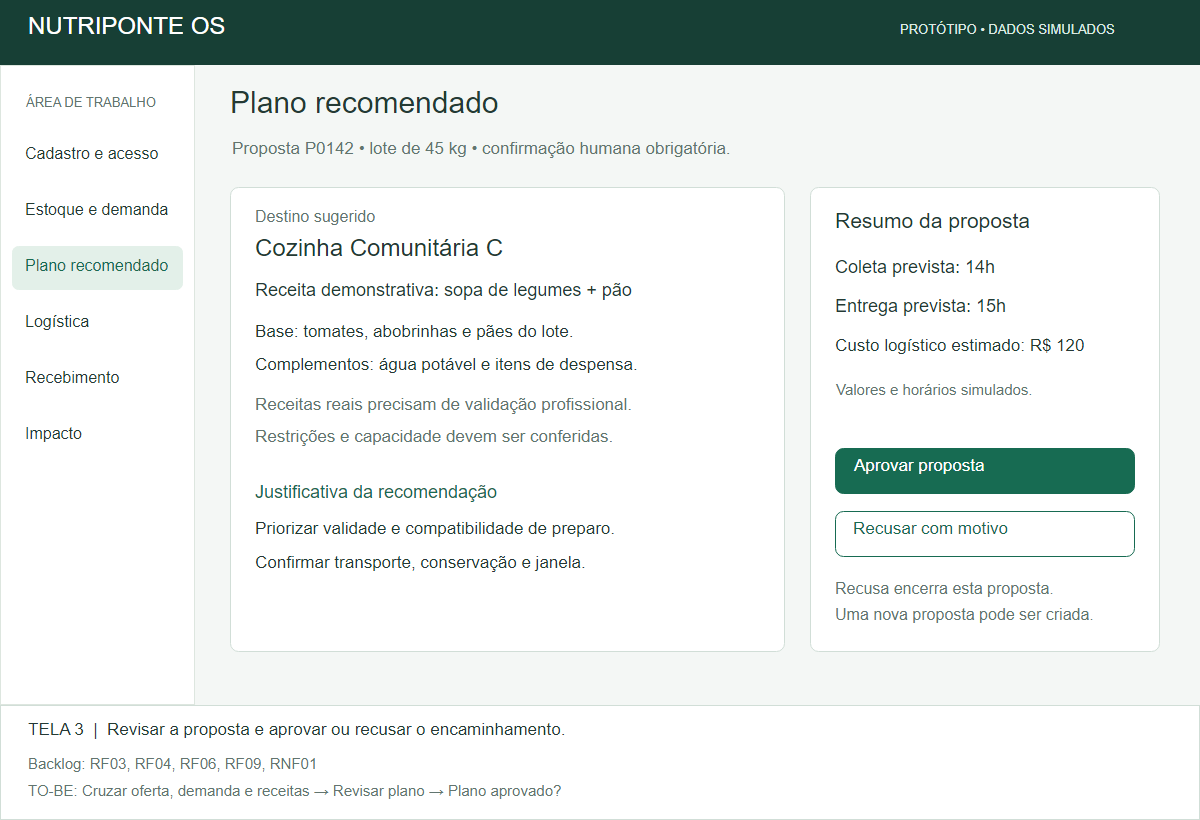 NUTRIPONTE OS
PROTÓTIPO • DADOS SIMULADOS
ÁREA DE TRABALHO
Cadastro e acesso
Estoque e demanda
Plano recomendado
Logística
Recebimento
Impacto
Plano recomendado
Proposta P0142 • lote de 45 kg • confirmação humana obrigatória.
Destino sugerido
Cozinha Comunitária C
Receita demonstrativa: sopa de legumes + pão
Base: tomates, abobrinhas e pães do lote.
Complementos: água potável e itens de despensa.
Receitas reais precisam de validação profissional.
Restrições e capacidade devem ser conferidas.
Justificativa da recomendação
Priorizar validade e compatibilidade de preparo.
Confirmar transporte, conservação e janela.
Resumo da proposta
Coleta prevista: 14h
Entrega prevista: 15h
Custo logístico estimado: R$ 120
Valores e horários simulados.
Aprovar proposta
Recusar com motivo
Recusa encerra esta proposta.
Uma nova proposta pode ser criada.
TELA 3 | Revisar a proposta e aprovar ou recusar o encaminhamento.
Backlog: RF03, RF04, RF06, RF09, RNF01
TO-BE: Cruzar oferta, demanda e receitas → Revisar plano → Plano aprovado?